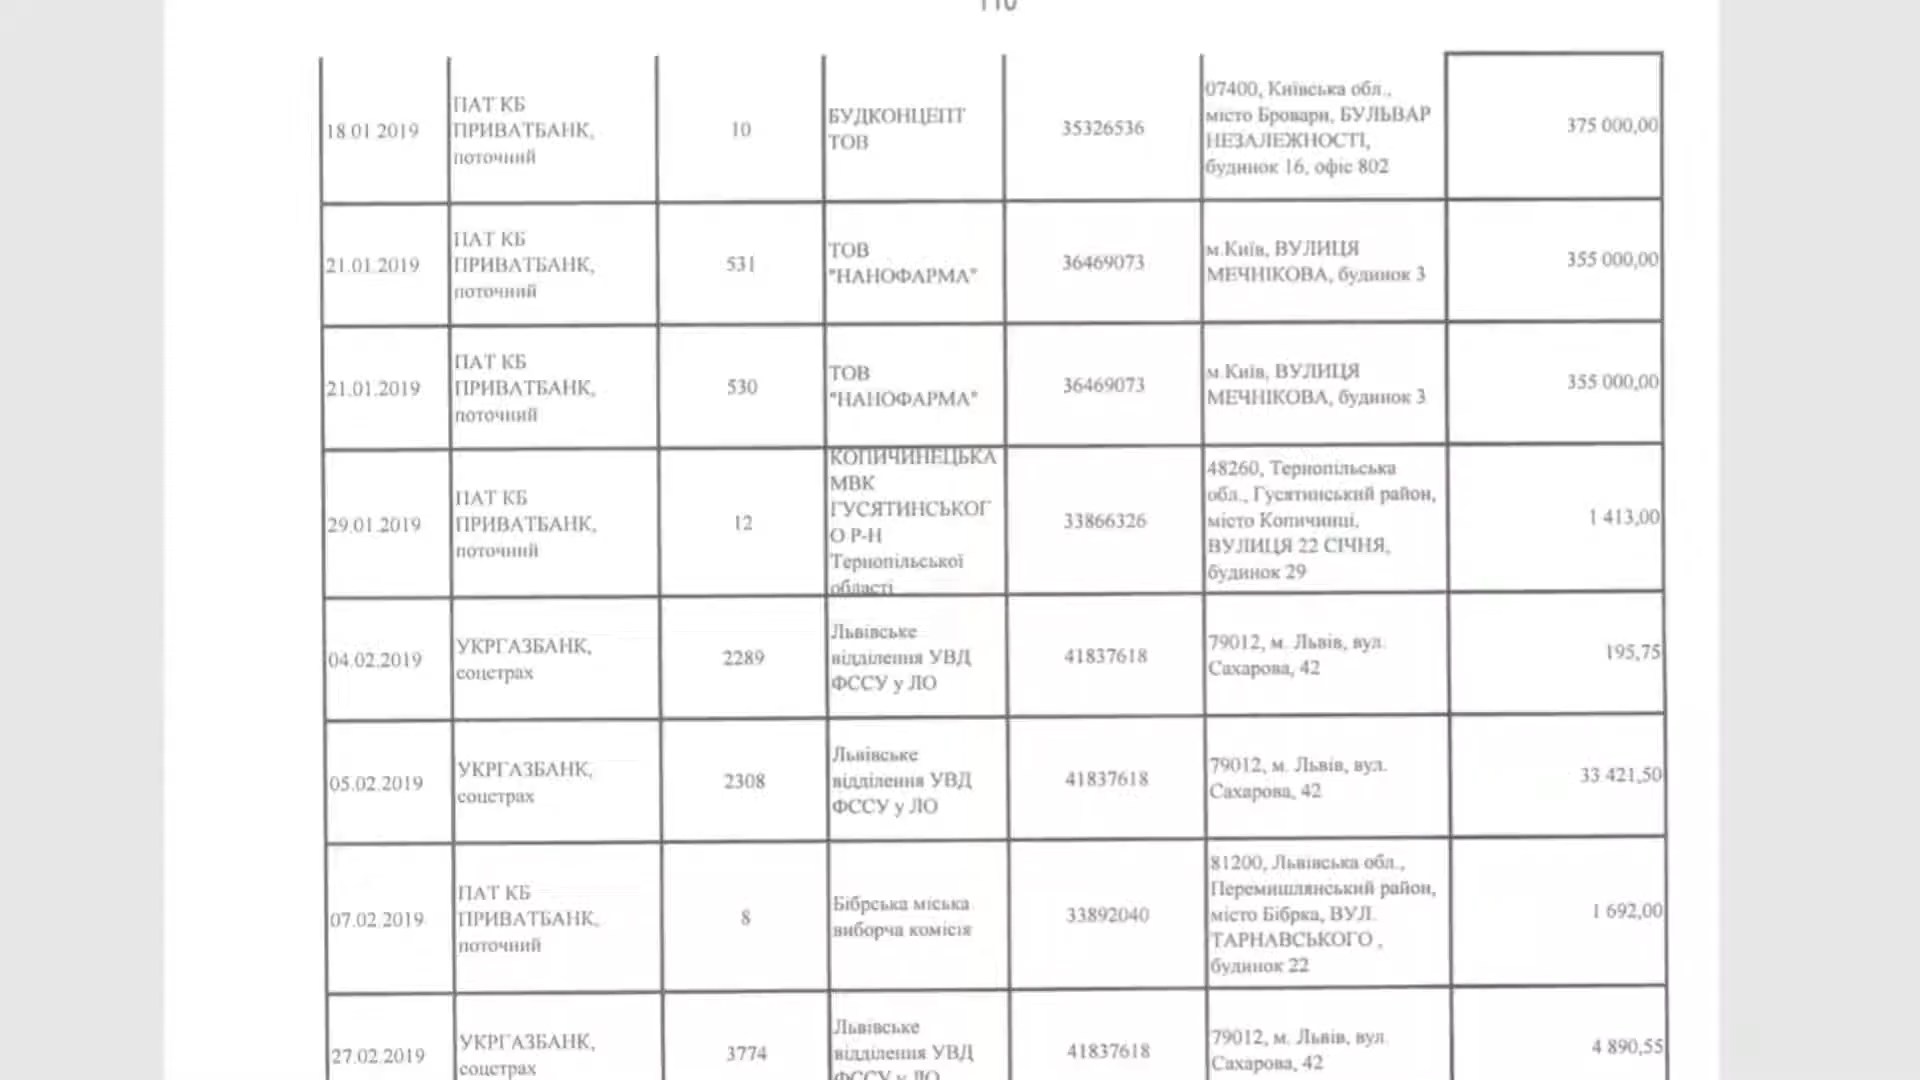 110
18.01.2019
ПАТ КБ
ПРИВАТБАНК,
поточний
10
БУДКОНЦЕПТ
ТОВ
35326536
07400, Київська обл.,
місто Бровари, БУЛЬВАР
НЕЗАЛЕЖНОСТІ,
будинок 16, офіс 802
375 000,00
21.01.2019
ПАТ КБ
ПРИВАТБАНК,
поточний
531
ТОВ
"НАНОФАРМА"
36469073
м.Київ, ВУЛИЦЯ
МЕЧНІКОВА, будинок 3
355 000,00
21.01.2019
ПАТ КБ
ПРИВАТБАНК,
поточний
530
ТОВ
"НАНОФАРМА"
36469073
м.Київ, ВУЛИЦЯ
МЕЧНІКОВА, будинок 3
355 000,00
29.01.2019
ПАТ КБ
ПРИВАТБАНК,
поточний
12
КОПИЧИНЕЦЬКА
МВК
ГУСЯТИНСЬКОГ
О Р-Н
Тернопільської
області
33866326
48260, Тернопільська
обл., Гусятинський район,
місто Копичинці,
ВУЛИЦЯ 22 СІЧНЯ,
будинок 29
1 413,00
04.02.2019
УКРГАЗБАНК,
соцстрах
2289
Львівське
відділення УВД
ФССУ у ЛО
41837618
79012, м. Львів, вул.
Сахарова, 42
195,75
05.02.2019
УКРГАЗБАНК,
соцстрах
2308
Львівське
відділення УВД
ФССУ у ЛО
41837618
79012, м. Львів, вул.
Сахарова, 42
33 421,50
07.02.2019
ПАТ КБ
ПРИВАТБАНК,
поточний
8
Бібрська міська
виборча комісія
33892040
81200, Львівська обл.,
Перемишлянський район,
місто Бібрка, ВУЛ.
ТАРНАВСЬКОГО ,
будинок 22
1 692,00
27.02.2019
УКРГАЗБАНК,
соцстрах
3774
Львівське
відділення УВД
ФССУ у ЛО
41837618
79012, м. Львів, вул.
Сахарова, 42
4 890,55